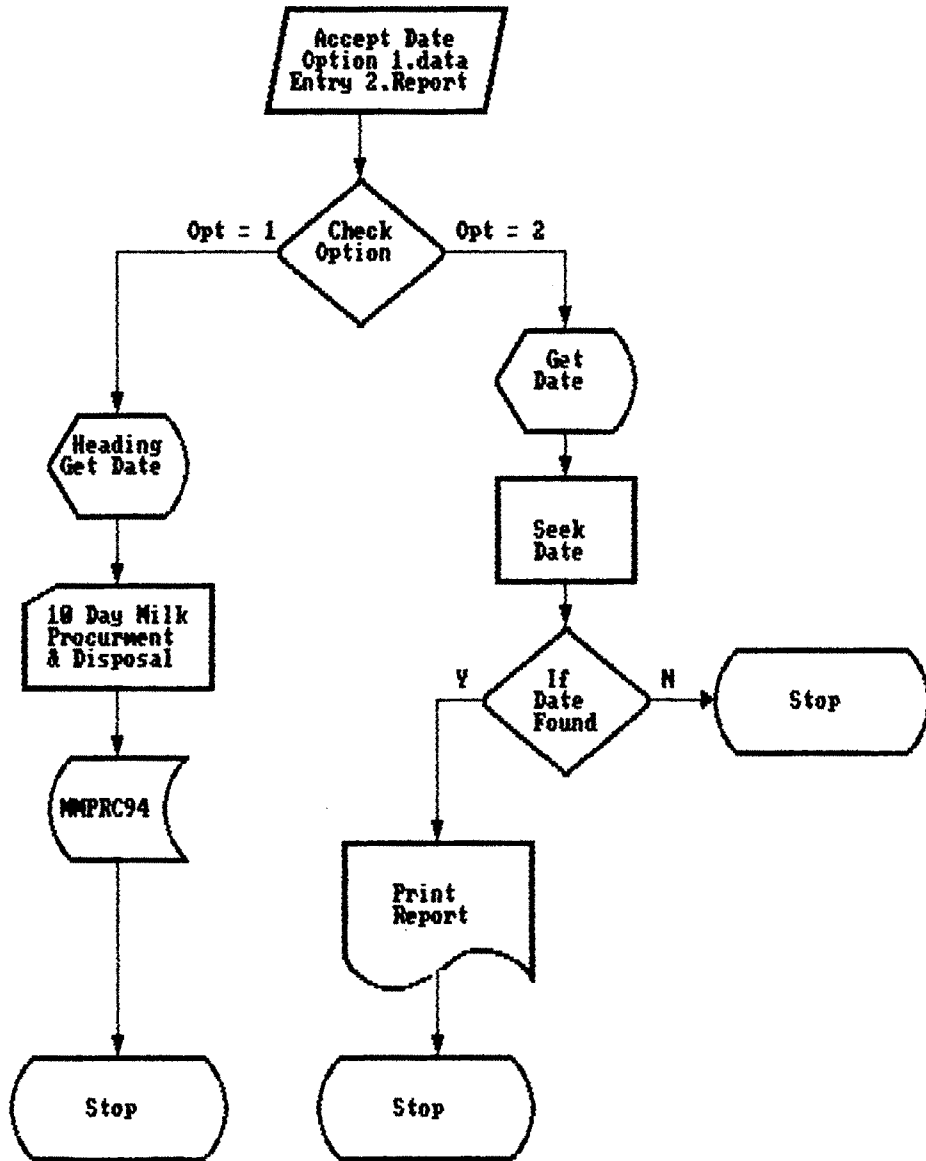 Accept Date
Option 1.data
Entry 2.Report
Opt = 1
Check
Option
Opt = 2
Get
Date
Heading
Get Date
Seek
Date
10 Day Milk
Procurment
& Disposal
If
Date
Found
Y
N
Stop
MMPRC94
Print
Report
Stop
Stop